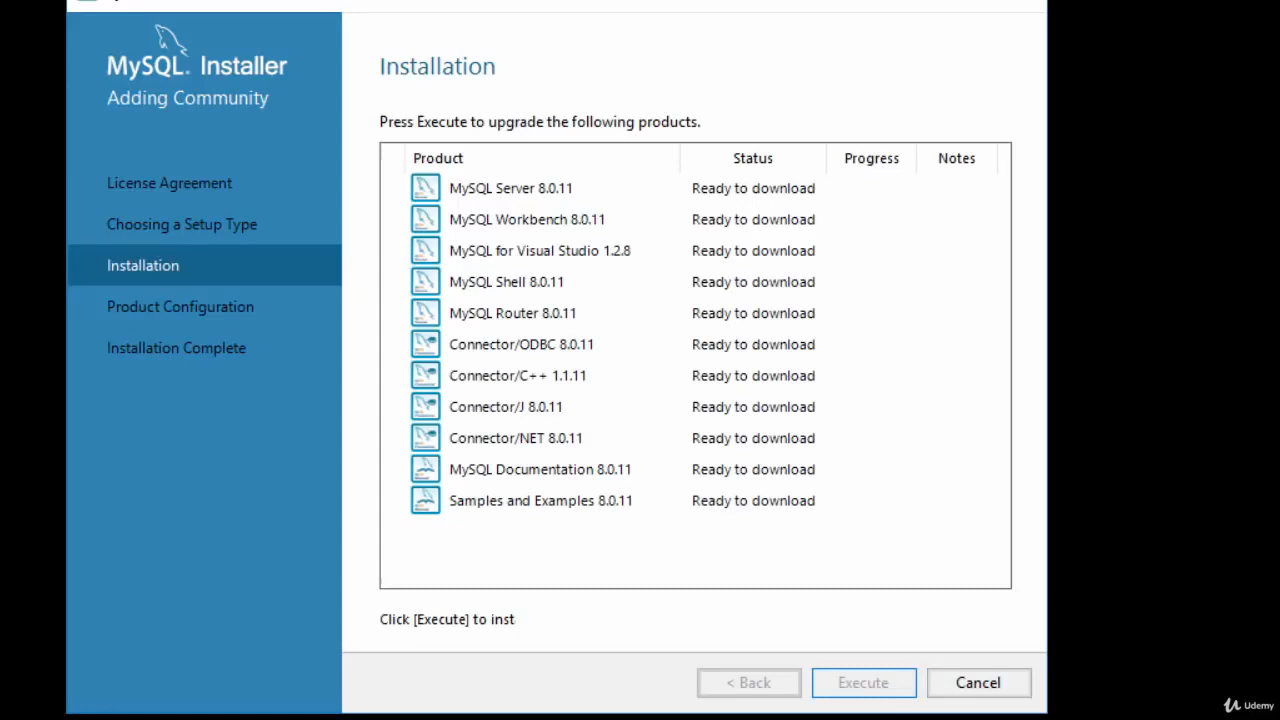 MySQL. Installer
Adding Community
License Agreement
Choosing a Setup Type
Installation
Product Configuration
Installation Complete
Installation
Press Execute to upgrade the following products.
Product Status Progress Notes
MySQL Server 8.0.11 Ready to download
MySQL Workbench 8.0.11 Ready to download
MySQL for Visual Studio 1.2.8 Ready to download
MySQL Shell 8.0.11 Ready to download
MySQL Router 8.0.11 Ready to download
Connector/ODBC 8.0.11 Ready to download
Connector/C++ 1.1.11 Ready to download
Connector/J 8.0.11 Ready to download
Connector/NET 8.0.11 Ready to download
MySQL Documentation 8.0.11 Ready to download
Samples and Examples 8.0.11 Ready to download
Click [Execute] to inst
< Back Execute Cancel
Udemy